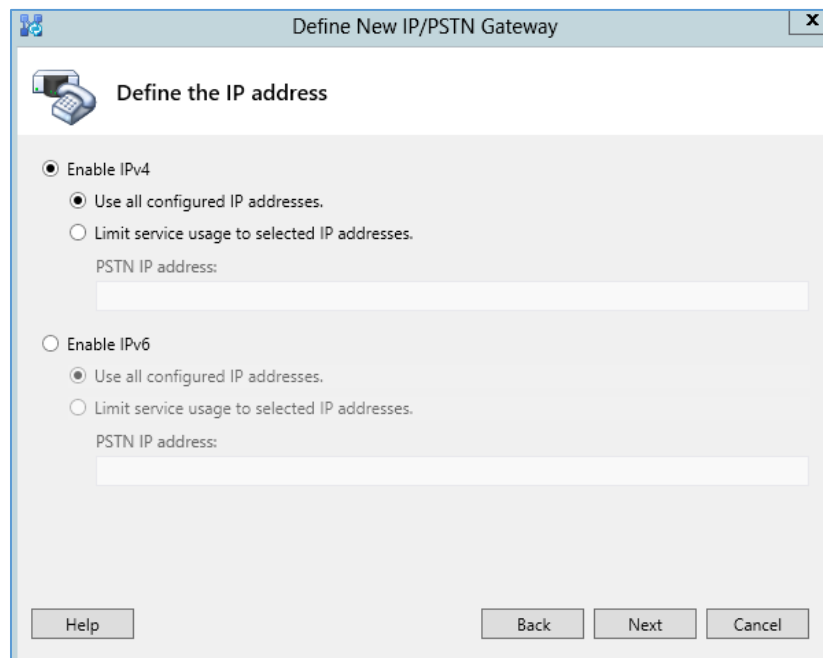 Define New IP/PSTN Gateway
x
Define the IP address
Enable IPv4
Use all configured IP addresses.
Limit service usage to selected IP addresses.
PSTN IP address:
Enable IPv6
Use all configured IP addresses.
Limit service usage to selected IP addresses.
PSTN IP address:
Help Back Next Cancel